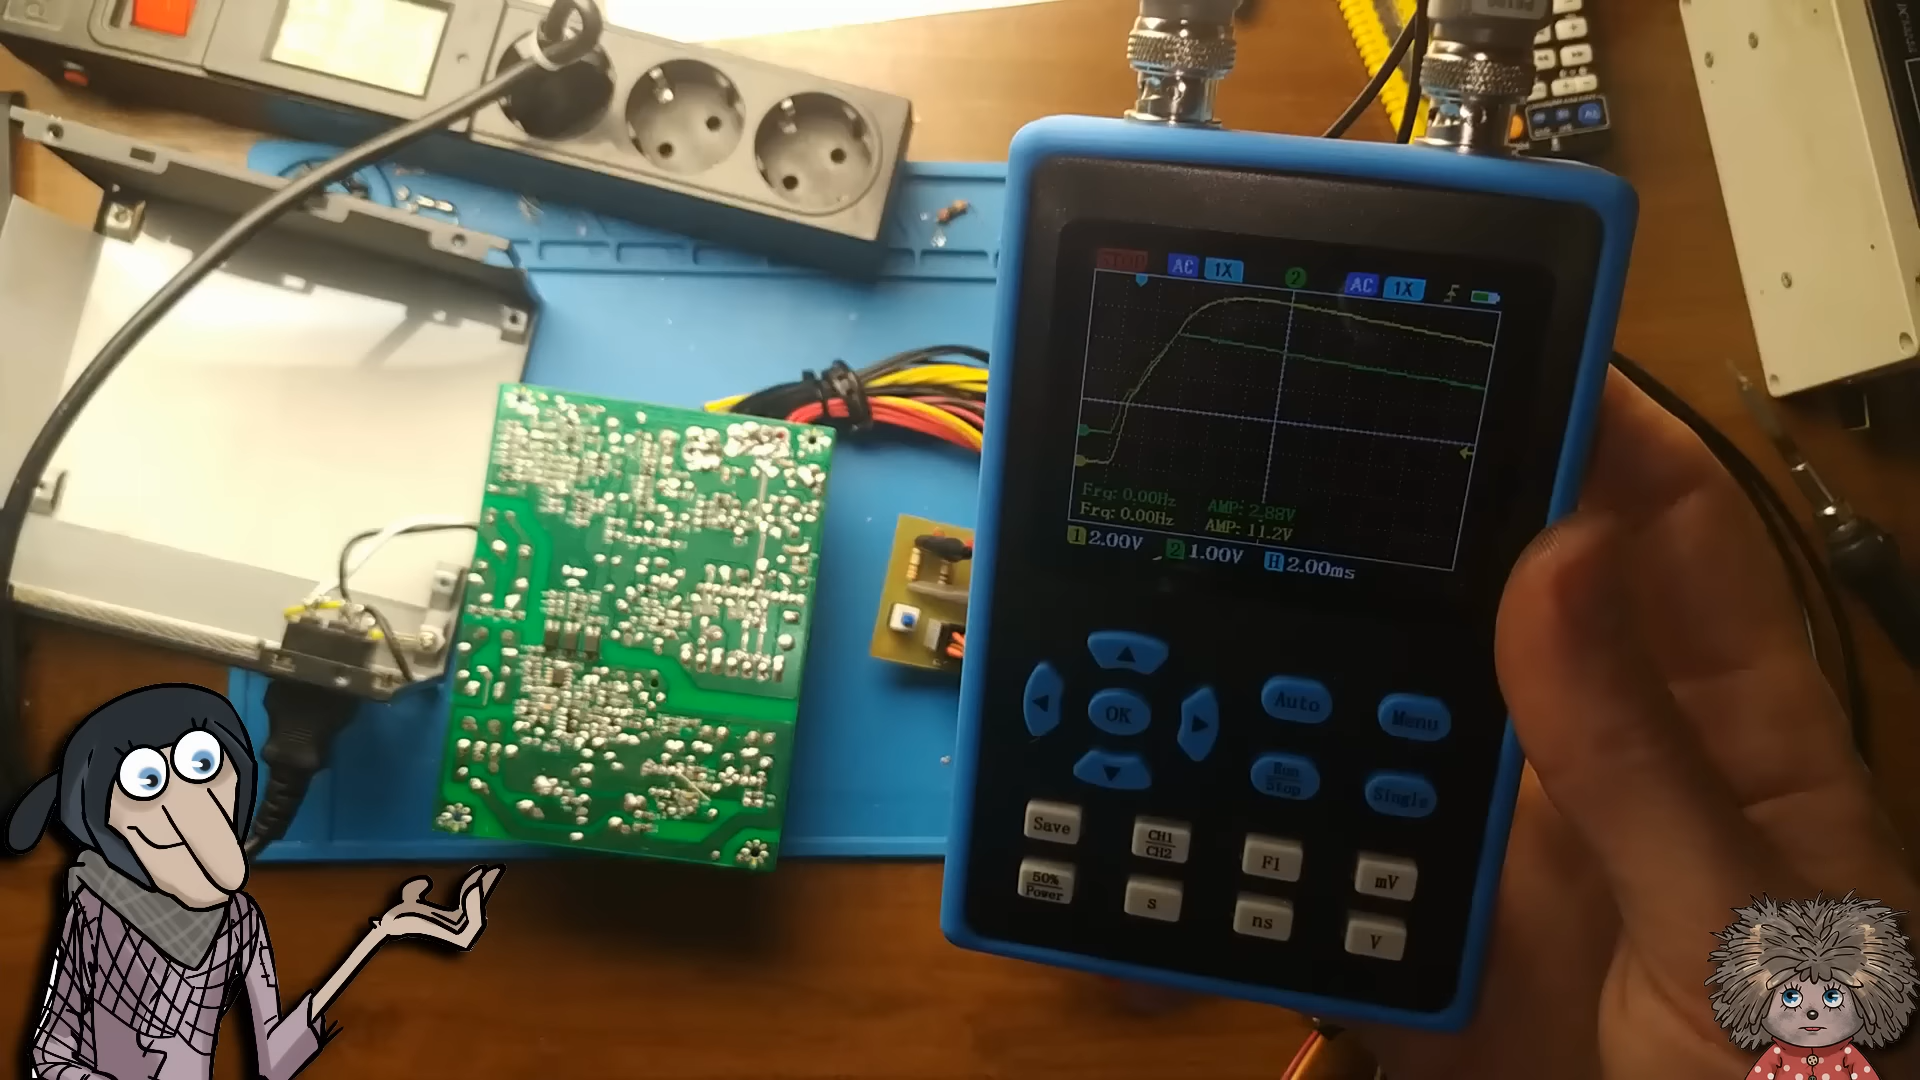 STOP AC 1X 2 AC 1X
Frq: 0.00Hz AMP: 2.88V
Frq: 0.00Hz AMP: 11.2V
1 2.00V 2 1.00V H 2.00ms
Auto
Menu
OK
Run
Stop
Single
Save
CH1
CH2
F1
mV
50%
Power
s
ns
V